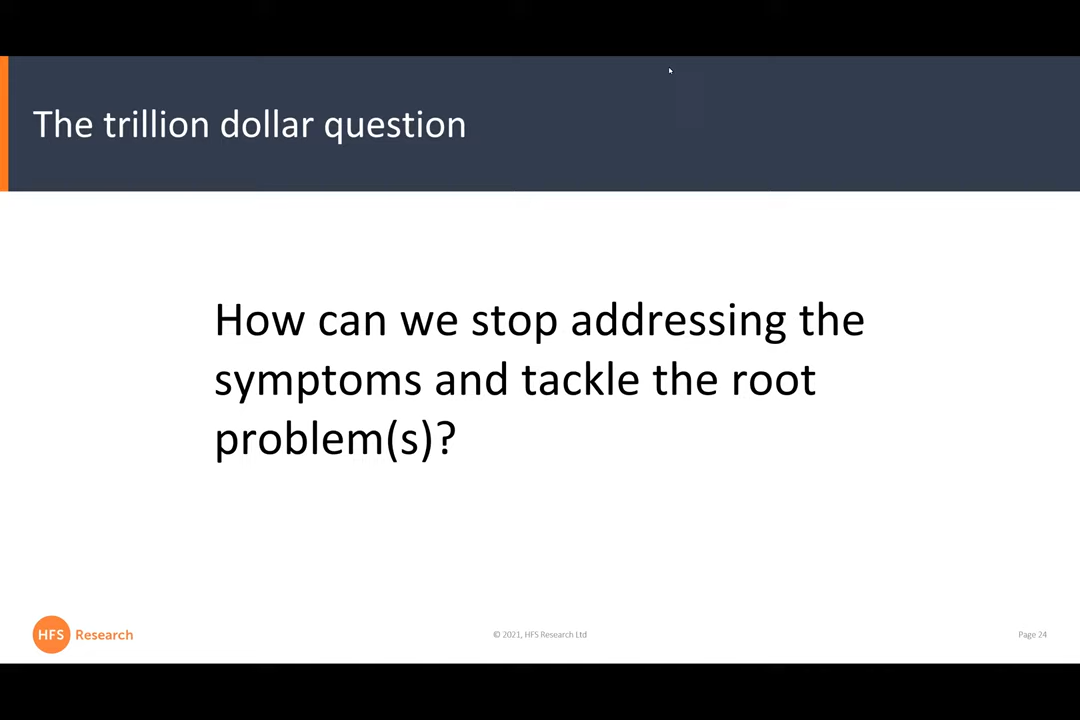 The trillion dollar question
How can we stop addressing the
symptoms and tackle the root
problem(s)?
HFS Research
© 2021, HFS Research Ltd
Page 24